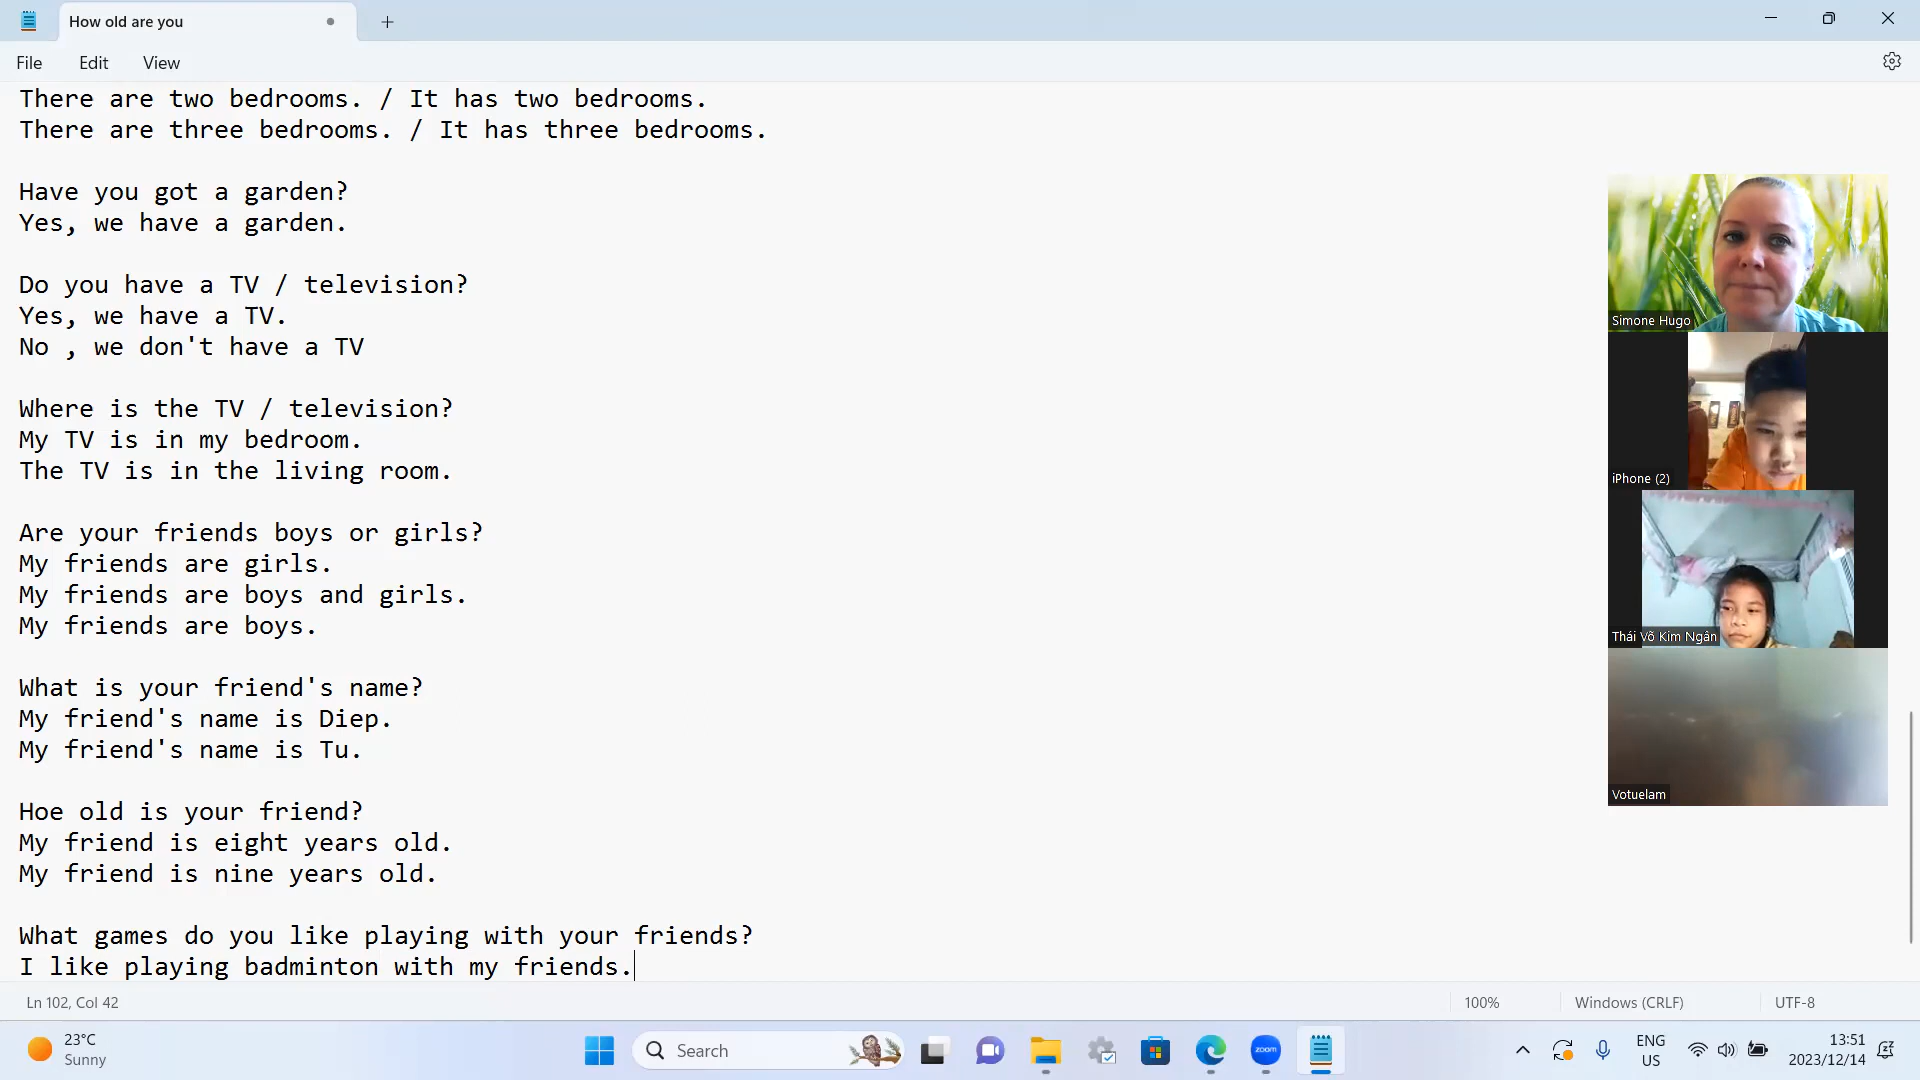 How old are you
File Edit View
There are two bedrooms. / It has two bedrooms.
There are three bedrooms. / It has three bedrooms.
Have you got a garden?
Yes, we have a garden.
Do you have a TV / television?
Yes, we have a TV.
No , we don't have a TV
Where is the TV / television?
My TV is in my bedroom.
The TV is in the living room.
Are your friends boys or girls?
My friends are girls.
My friends are boys and girls.
My friends are boys.
What is your friend's name?
My friend's name is Diep.
My friend's name is Tu.
Hoe old is your friend?
My friend is eight years old.
My friend is nine years old.
What games do you like playing with your friends?
I like playing badminton with my friends.
Simone Hugo
iPhone (2)
Thái Võ Kim Ngân
Votuelam
Ln 102, Col 42
100%
Windows (CRLF)
UTF-8
23°C
Sunny
Search
zoom
ENG
US
13:51
2023/12/14